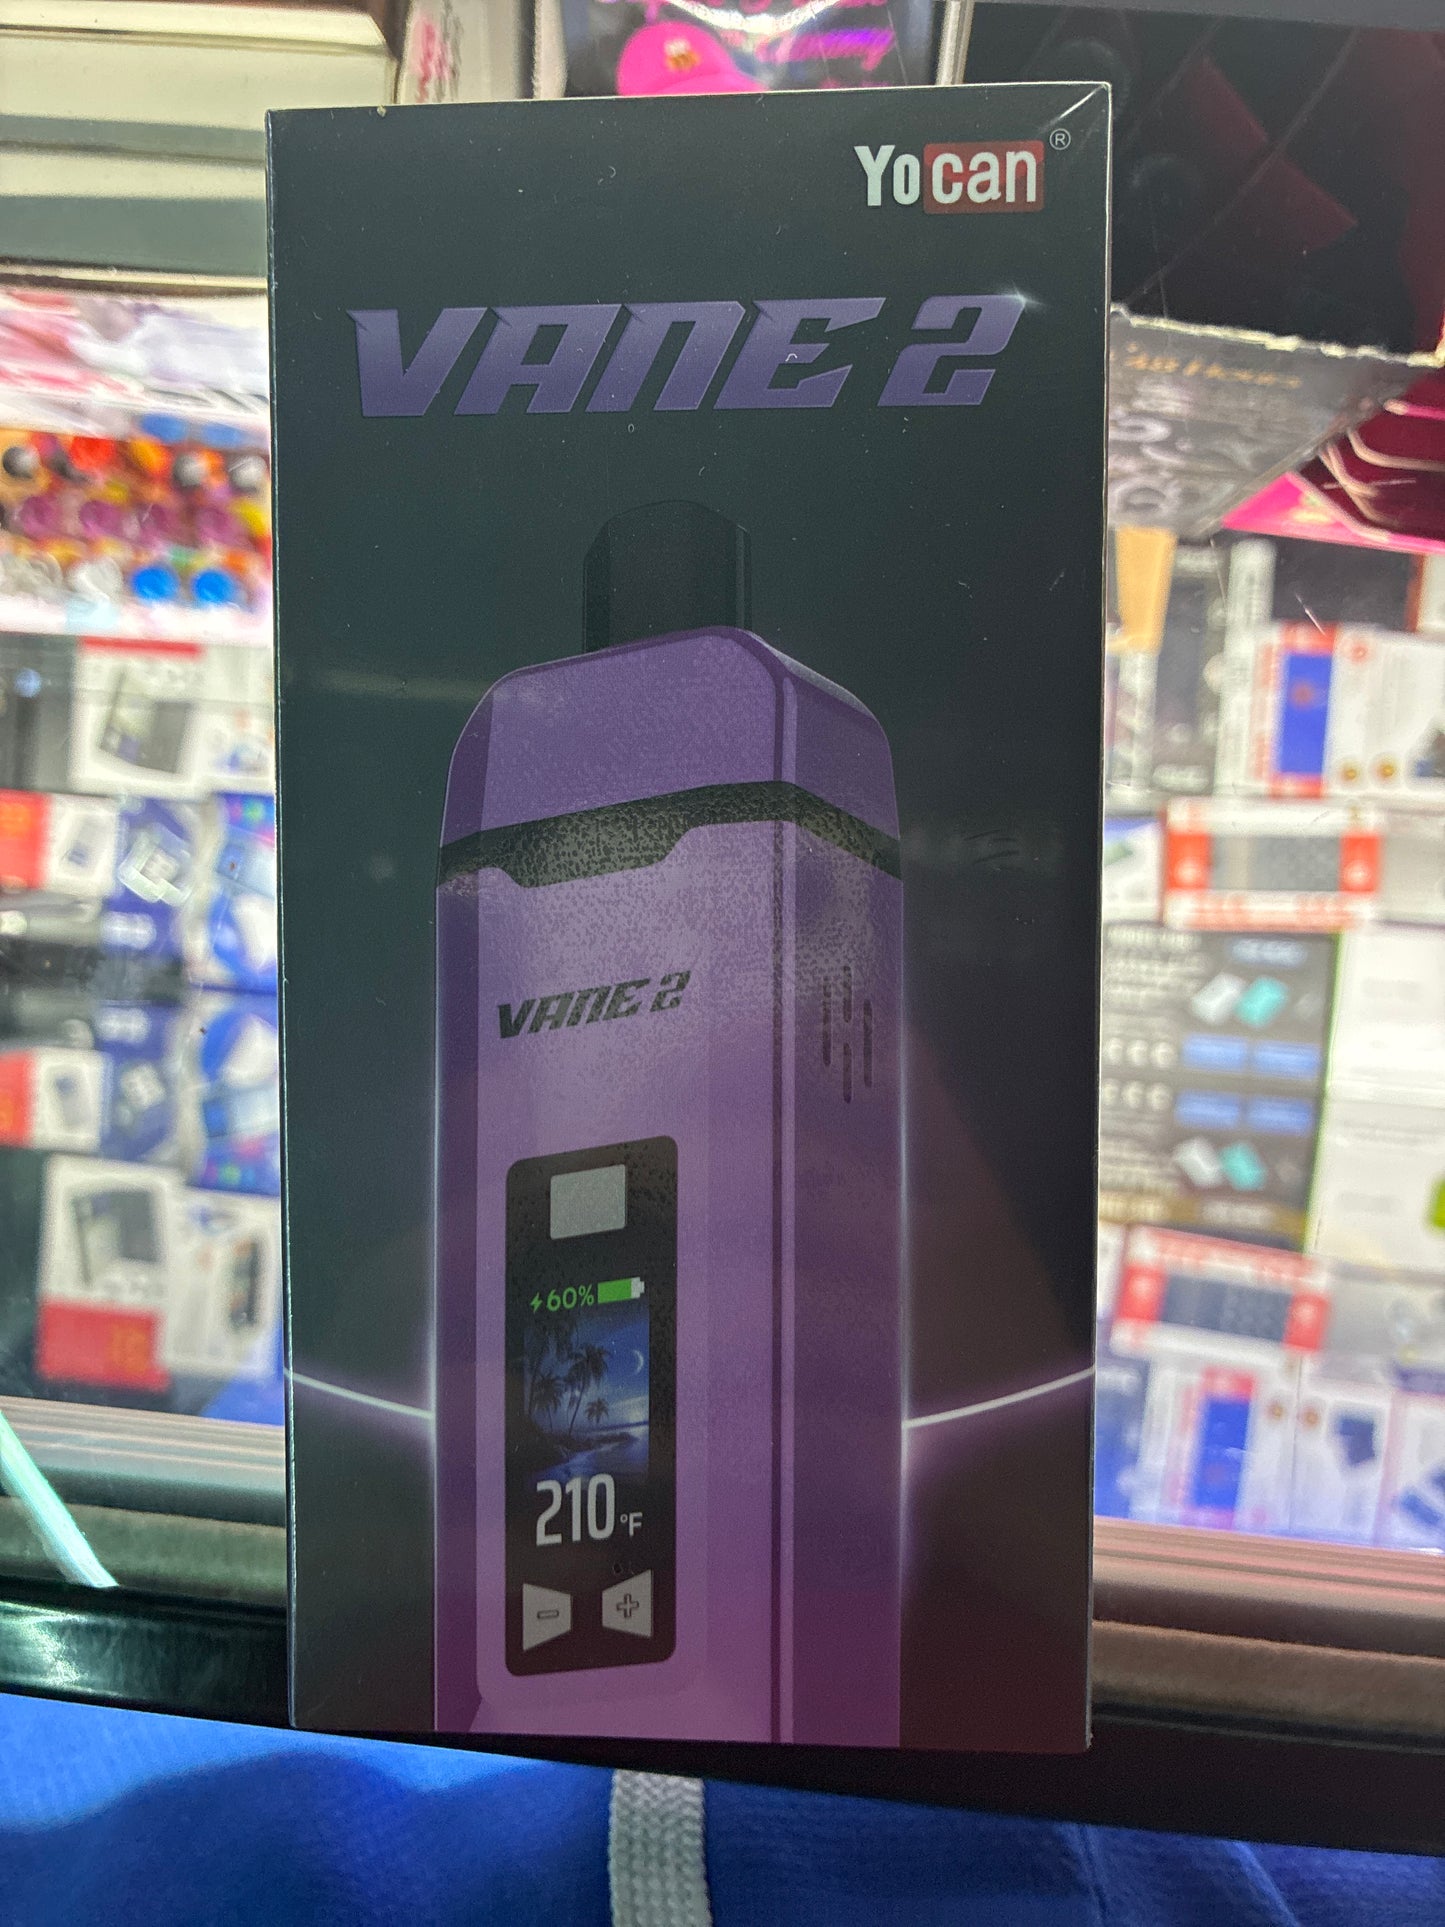 Yocan®
VANE 2
VANE 2
60%
210 °F
- +